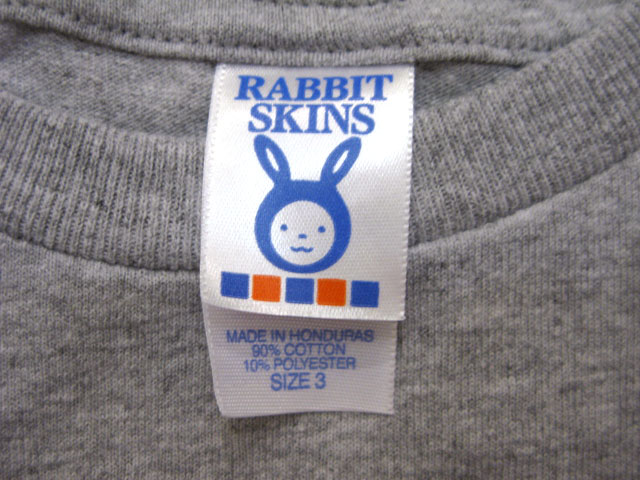 RABBIT
SKINS
MADE IN HONDURAS
90% COTTON
10% POLYESTER
SIZE 3